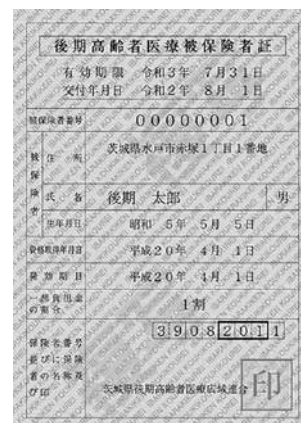 後期高齢者医療被保険者証
有効期限 令和3年 7月31日
交付年月日 令和2年 8月 1日
被保険者番号 00000001
被保険者
住所 茨城県水戸市赤塚1丁目1番地
氏名 後期 太郎 男
生年月日 昭和 5年 5月 5日
資格取得年月日 平成20年 4月 1日
発効期日 平成20年 4月 1日
一部負担金の割合 1割
保険者番号並びに保険者の名称及び印
39082011
茨城県後期高齢者医療広域連合
印